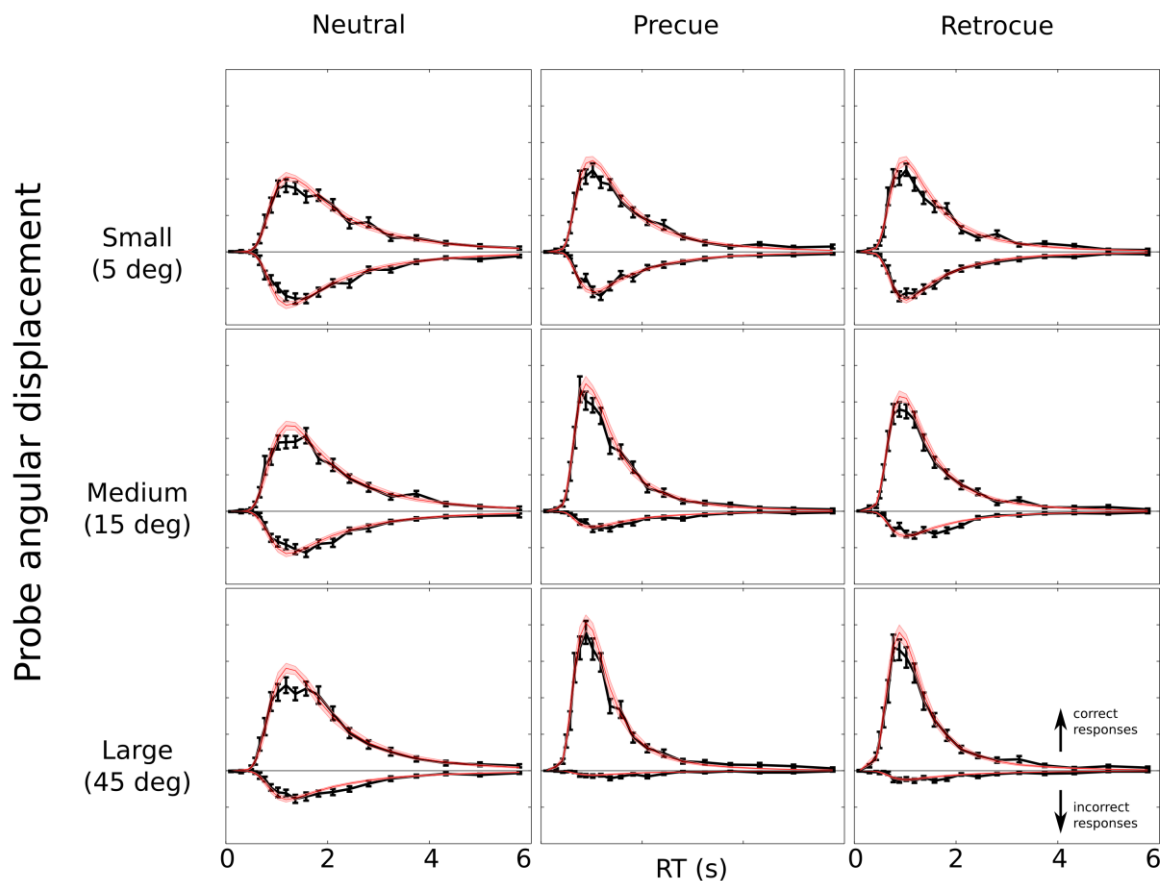 Neutral
Precue
Retrocue
Probe angular displacement
Small
(5 deg)
Medium
(15 deg)
Large
(45 deg)
correct
responses
incorrect
responses
0 2 4 6
RT (s)
0 2 4 6